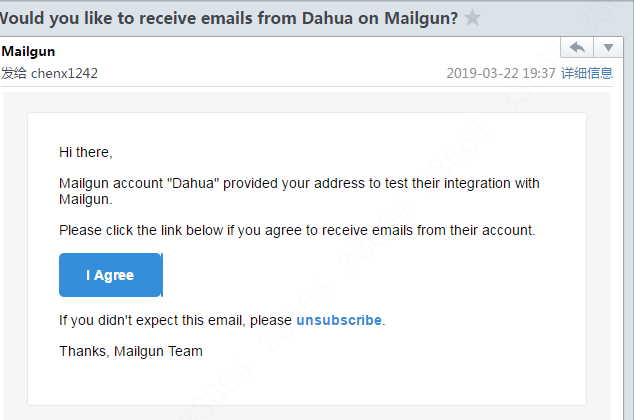 Would you like to receive emails from Dahua on Mailgun?
Mailgun
发给 chenx1242
2019-03-22 19:37 详细信息
Hi there,
Mailgun account "Dahua" provided your address to test their integration with
Mailgun.
Please click the link below if you agree to receive emails from their account.
I Agree
If you didn't expect this email, please unsubscribe.
Thanks, Mailgun Team
33664 33664 33664